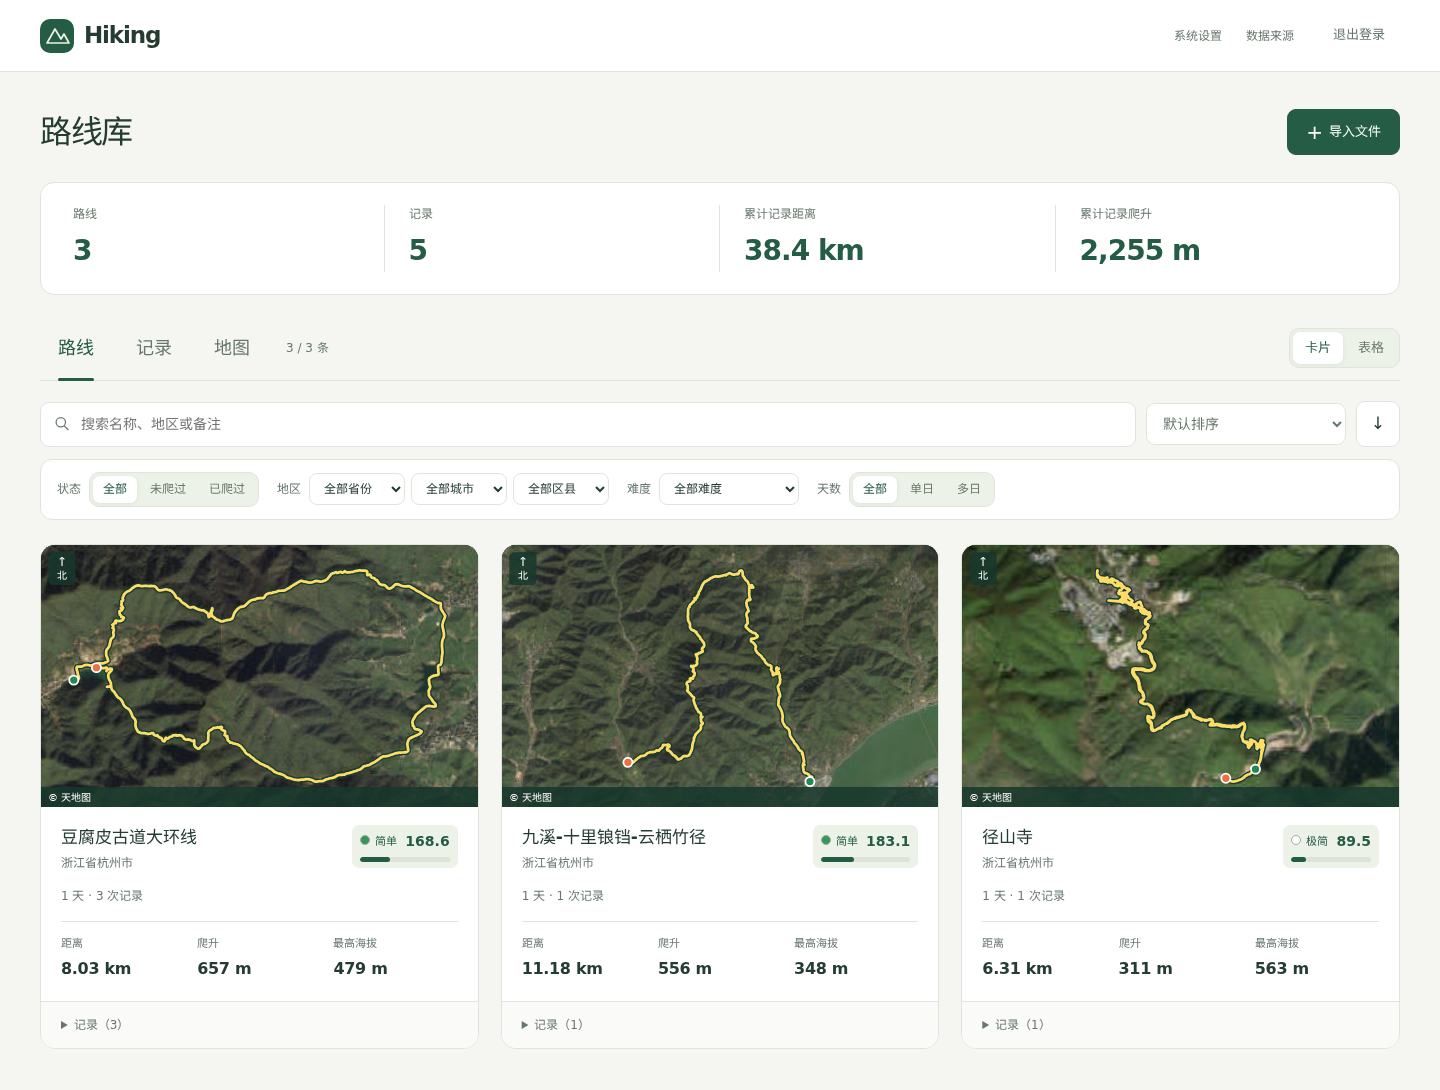 Hiking
系统设置 数据来源 退出登录
路线库
+ 导入文件
路线 记录 累计记录距离 累计记录爬升
3 5 38.4 km 2,255 m
路线 记录 地图 3 / 3 条 卡片 表格
搜索名称、地区或备注 默认排序 ↓
状态 全部 未爬过 已爬过 地区 全部省份 全部城市 全部区县 难度 全部难度 天数 全部 单日 多日
↑
北
© 天地图
豆腐皮古道大环线
简单 168.6
浙江省杭州市
1 天 · 3 次记录
距离 爬升 最高海拔
8.03 km 657 m 479 m
记录（3）
↑
北
© 天地图
九溪-十里锒铛-云栖竹径
简单 183.1
浙江省杭州市
1 天 · 1 次记录
距离 爬升 最高海拔
11.18 km 556 m 348 m
记录（1）
↑
北
© 天地图
径山寺
极简 89.5
浙江省杭州市
1 天 · 1 次记录
距离 爬升 最高海拔
6.31 km 311 m 563 m
记录（1）